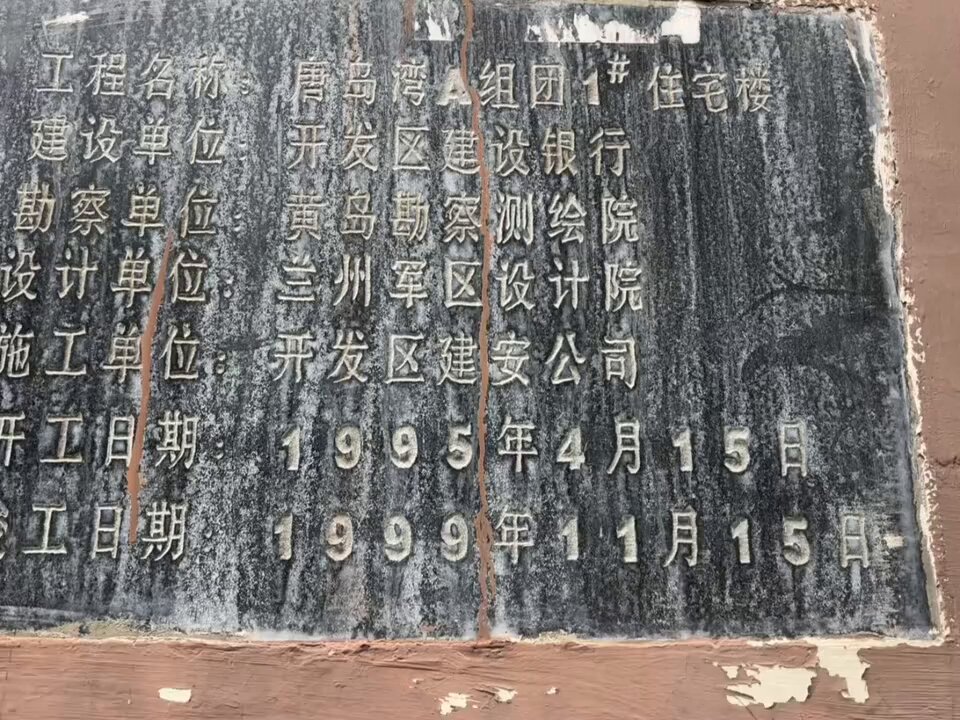 工程名称: 唐岛湾A组团1#住宅楼
建设单位: 开发区建设银行
勘察单位: 黄岛勘察测绘院
设计单位: 兰州军区设计院
施工单位: 开发区建安公司
开工日期: 1995年4月15日
竣工日期: 1999年11月15日